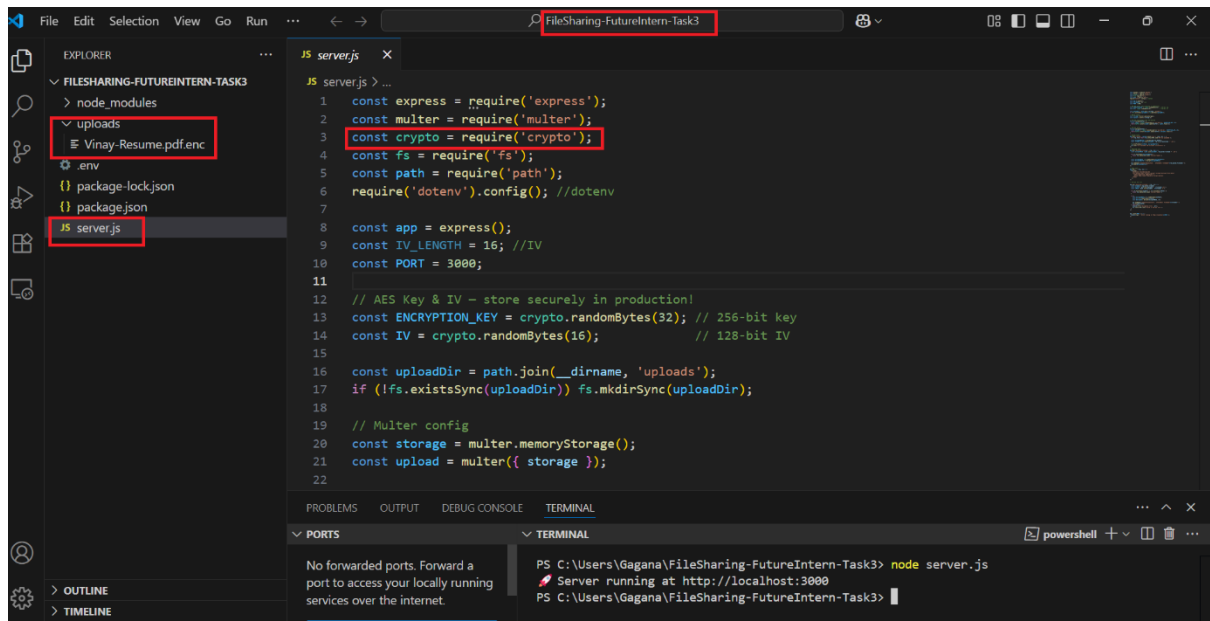 File Edit Selection View Go Run ···
FileSharing-FutureIntern-Task3
EXPLORER ···
FILESHARING-FUTUREINTERN-TASK3
> node_modules
uploads
Vinay-Resume.pdf.enc
.env
{} package-lock.json
{} package.json
JS server.js
OUTLINE
TIMELINE
JS server.js ×
JS server.js > ...
1 const express = require('express');
2 const multer = require('multer');
3 const crypto = require('crypto');
4 const fs = require('fs');
5 const path = require('path');
6 require('dotenv').config(); //dotenv
7
8 const app = express();
9 const IV_LENGTH = 16; //IV
10 const PORT = 3000;
11
12 // AES Key & IV – store securely in production!
13 const ENCRYPTION_KEY = crypto.randomBytes(32); // 256-bit key
14 const IV = crypto.randomBytes(16); // 128-bit IV
15
16 const uploadDir = path.join(__dirname, 'uploads');
17 if (!fs.existsSync(uploadDir)) fs.mkdirSync(uploadDir);
18
19 // Multer config
20 const storage = multer.memoryStorage();
21 const upload = multer({ storage });
22
PROBLEMS OUTPUT DEBUG CONSOLE TERMINAL
PORTS
No forwarded ports. Forward a
port to access your locally running
services over the internet.
TERMINAL
powershell
PS C:\Users\Gagana\FileSharing-FutureIntern-Task3> node server.js
🚀 Server running at http://localhost:3000
PS C:\Users\Gagana\FileSharing-FutureIntern-Task3>